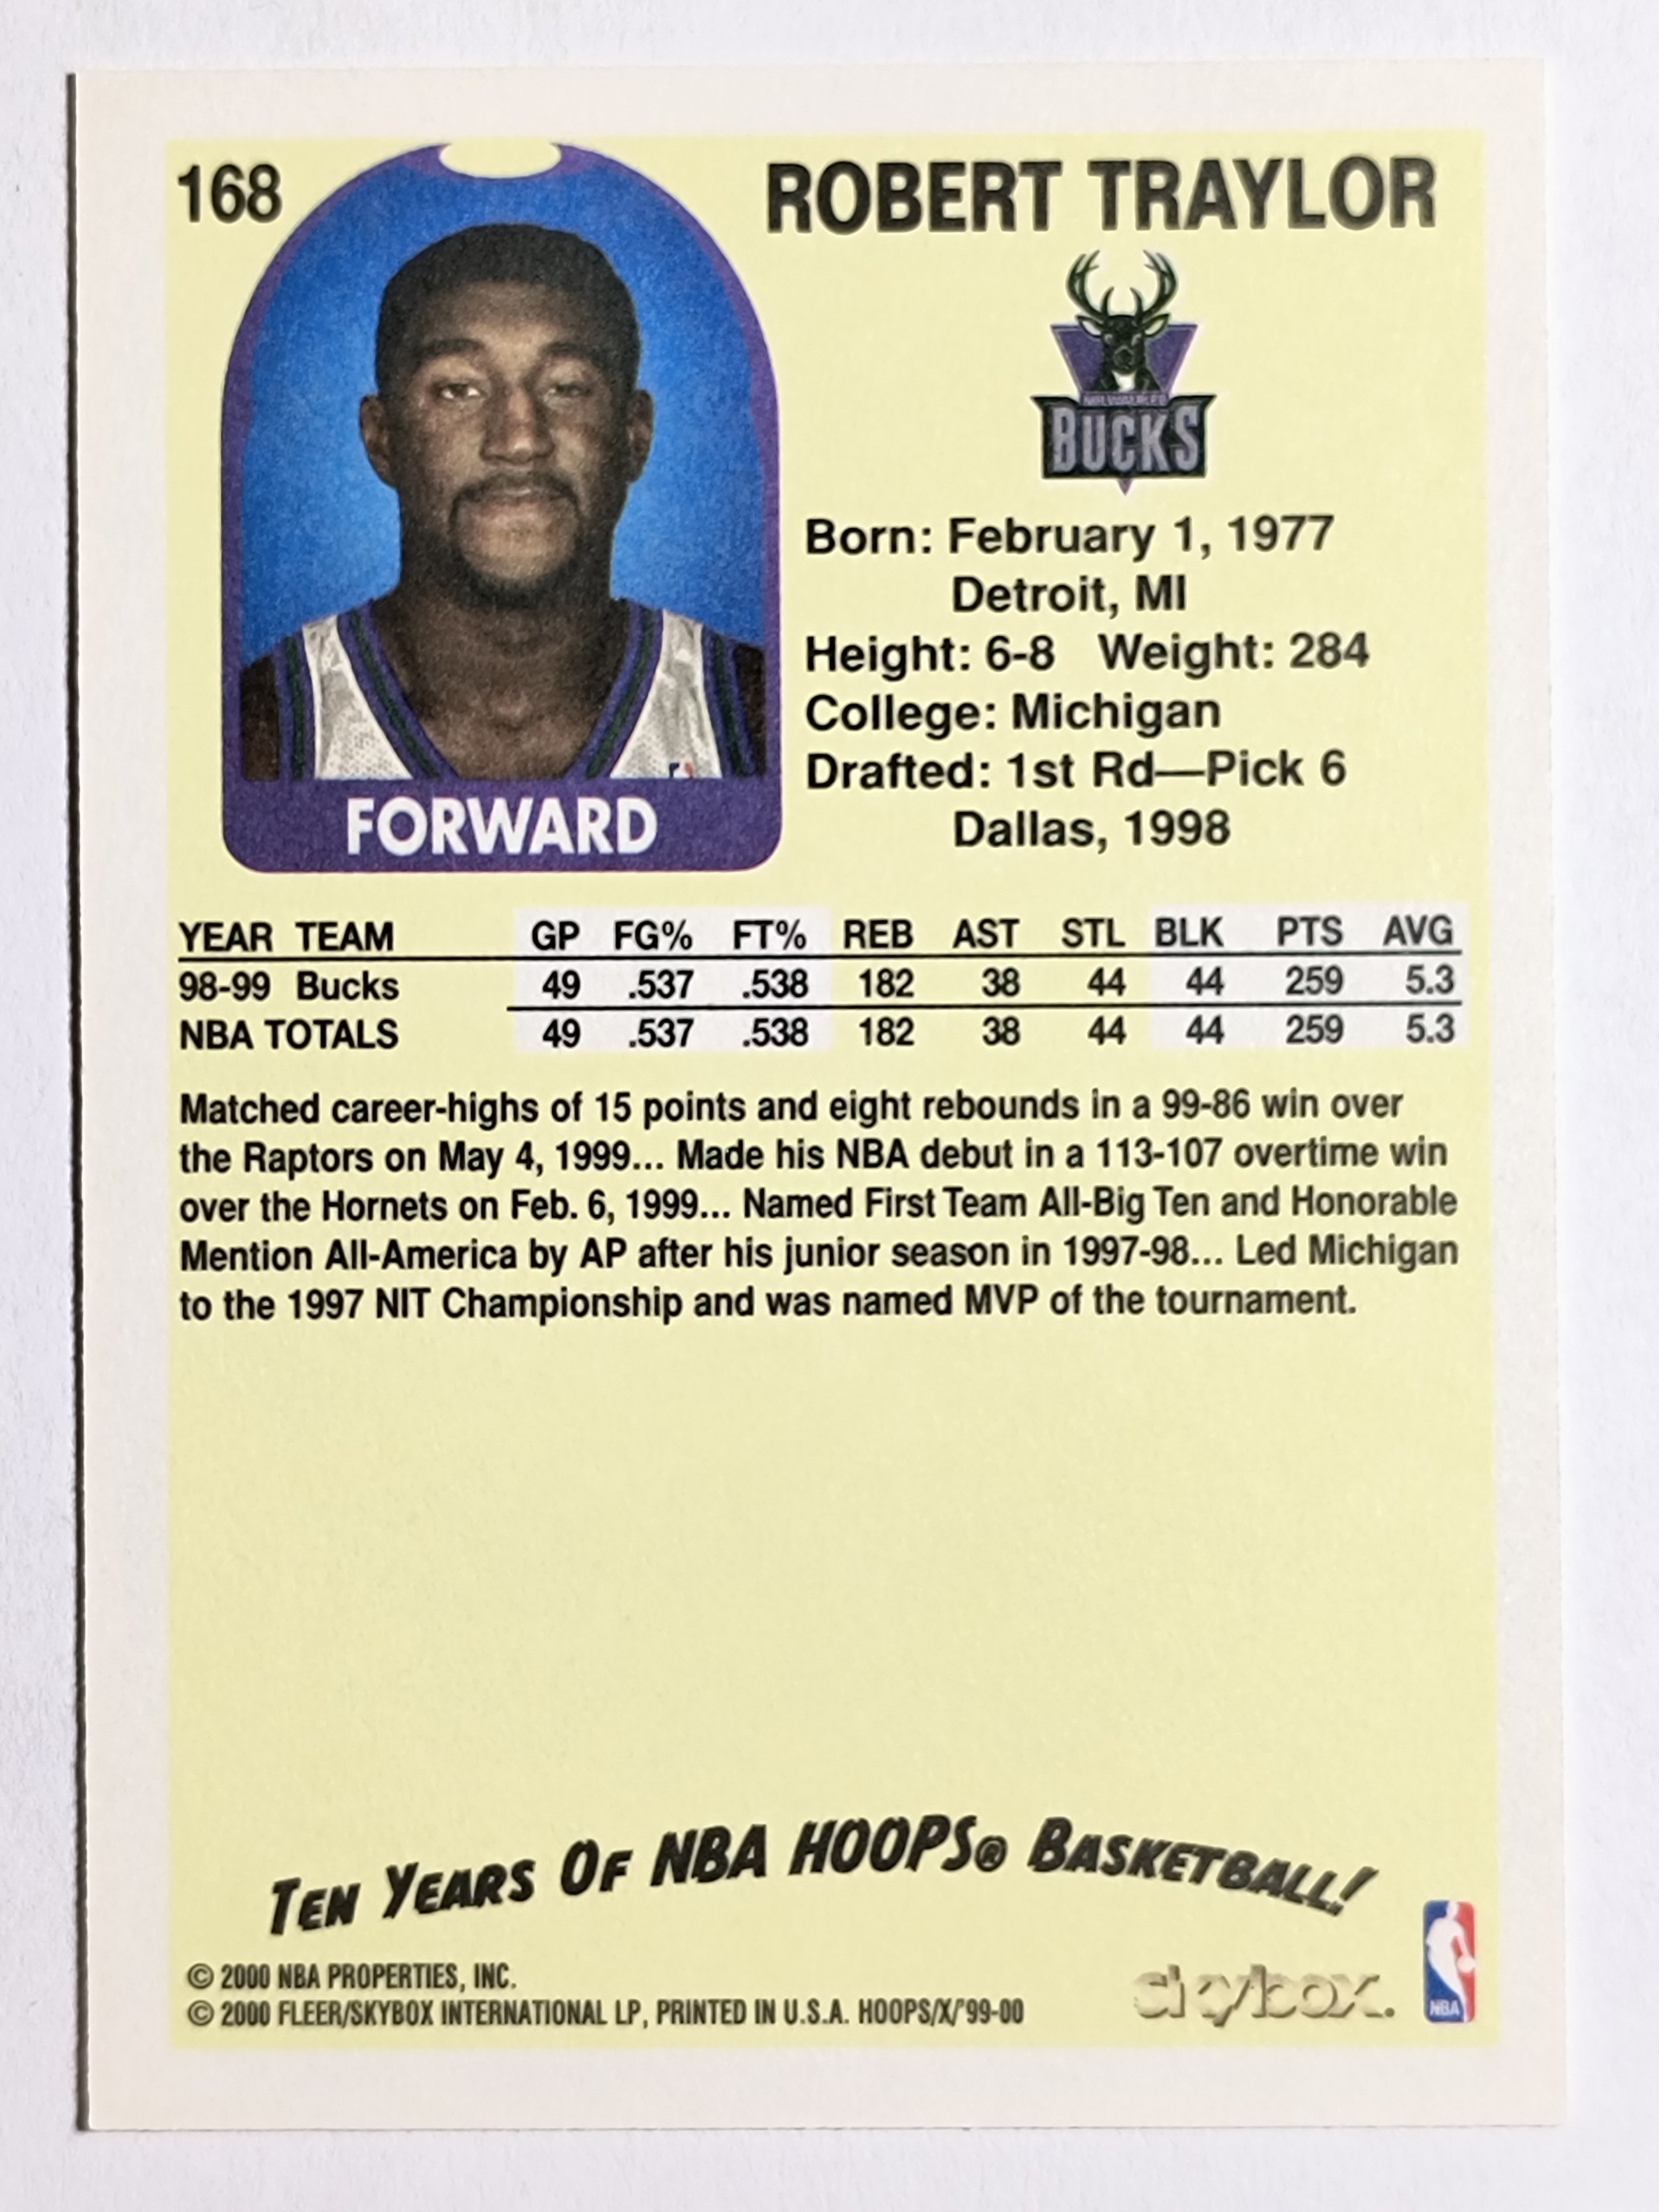 168
ROBERT TRAYLOR
MILWAUKEE
BUCKS
Born: February 1, 1977
Detroit, MI
Height: 6-8 Weight: 284
College: Michigan
Drafted: 1st Rd—Pick 6
Dallas, 1998
FORWARD
YEAR TEAM GP FG% FT% REB AST STL BLK PTS AVG
98-99 Bucks 49 .537 .538 182 38 44 44 259 5.3
NBA TOTALS 49 .537 .538 182 38 44 44 259 5.3
Matched career-highs of 15 points and eight rebounds in a 99-86 win over
the Raptors on May 4, 1999... Made his NBA debut in a 113-107 overtime win
over the Hornets on Feb. 6, 1999... Named First Team All-Big Ten and Honorable
Mention All-America by AP after his junior season in 1997-98... Led Michigan
to the 1997 NIT Championship and was named MVP of the tournament.
TEN YEARS OF NBA HOOPS® BASKETBALL!
© 2000 NBA PROPERTIES, INC.
© 2000 FLEER/SKYBOX INTERNATIONAL LP, PRINTED IN U.S.A. HOOPS/X/'99-00
skybox.
NBA